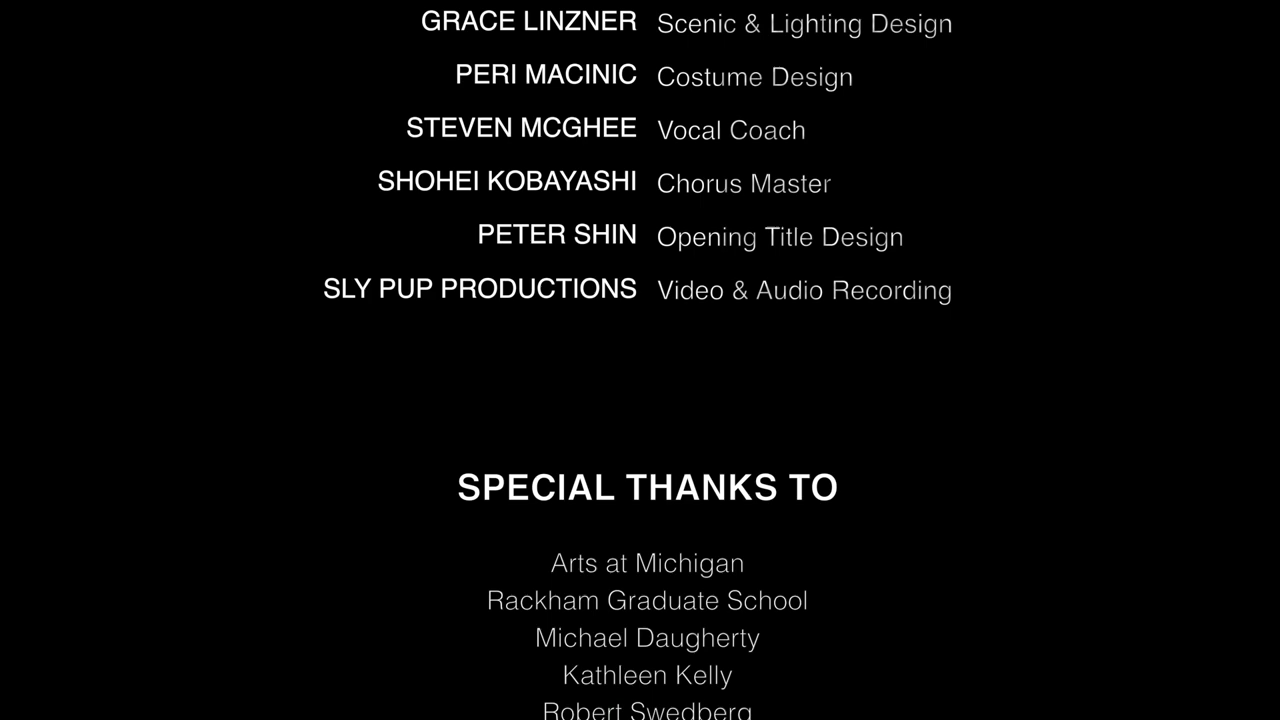 GRACE LINZNER Scenic & Lighting Design
PERI MACINIC Costume Design
STEVEN MCGHEE Vocal Coach
SHOHEI KOBAYASHI Chorus Master
PETER SHIN Opening Title Design
SLY PUP PRODUCTIONS Video & Audio Recording
SPECIAL THANKS TO
Arts at Michigan
Rackham Graduate School
Michael Daugherty
Kathleen Kelly
Robert Swedberg